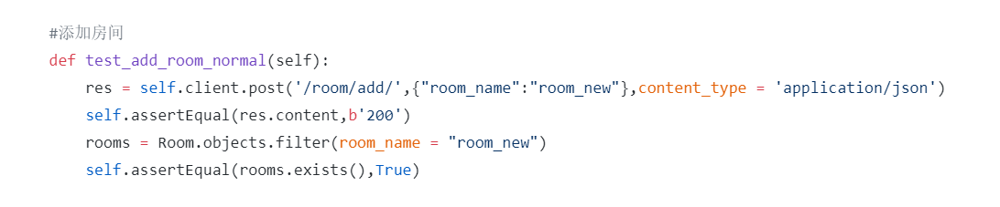 #添加房间
def test_add_room_normal(self):
    res = self.client.post('/room/add/',{"room_name":"room_new"},content_type = 'application/json')
    self.assertEqual(res.content,b'200')
    rooms = Room.objects.filter(room_name = "room_new")
    self.assertEqual(rooms.exists(),True)